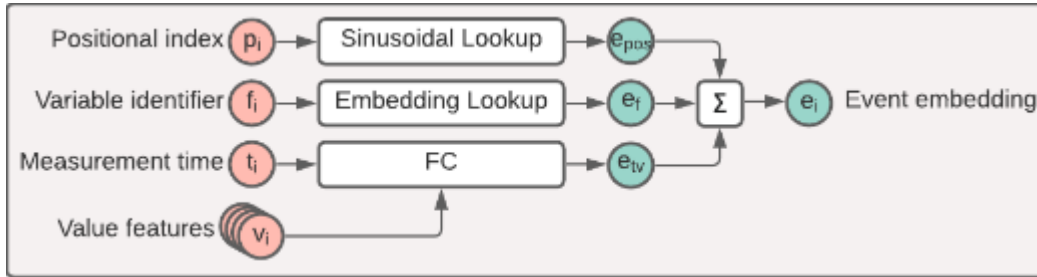 Positional index pᵢ Sinusoidal Lookup eₚₒₛ
Variable identifier fᵢ Embedding Lookup e_f Σ eᵢ Event embedding
Measurement time tᵢ FC eₜᵥ
Value features vᵢ